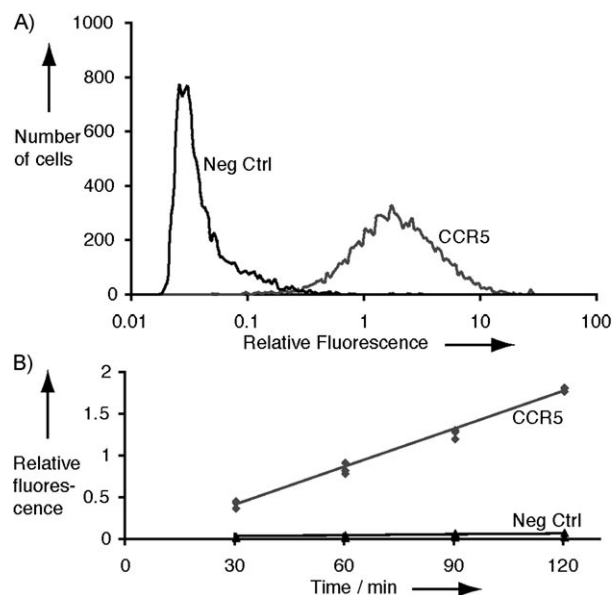 A)
1000
800
600
400
200
0
Number
of cells
Neg Ctrl
CCR5
0.01 0.1 1 10 100
Relative Fluorescence
B)
2
1.5
1
0.5
0
Relative
fluores-
cence
CCR5
Neg Ctrl
0 30 60 90 120
Time / min